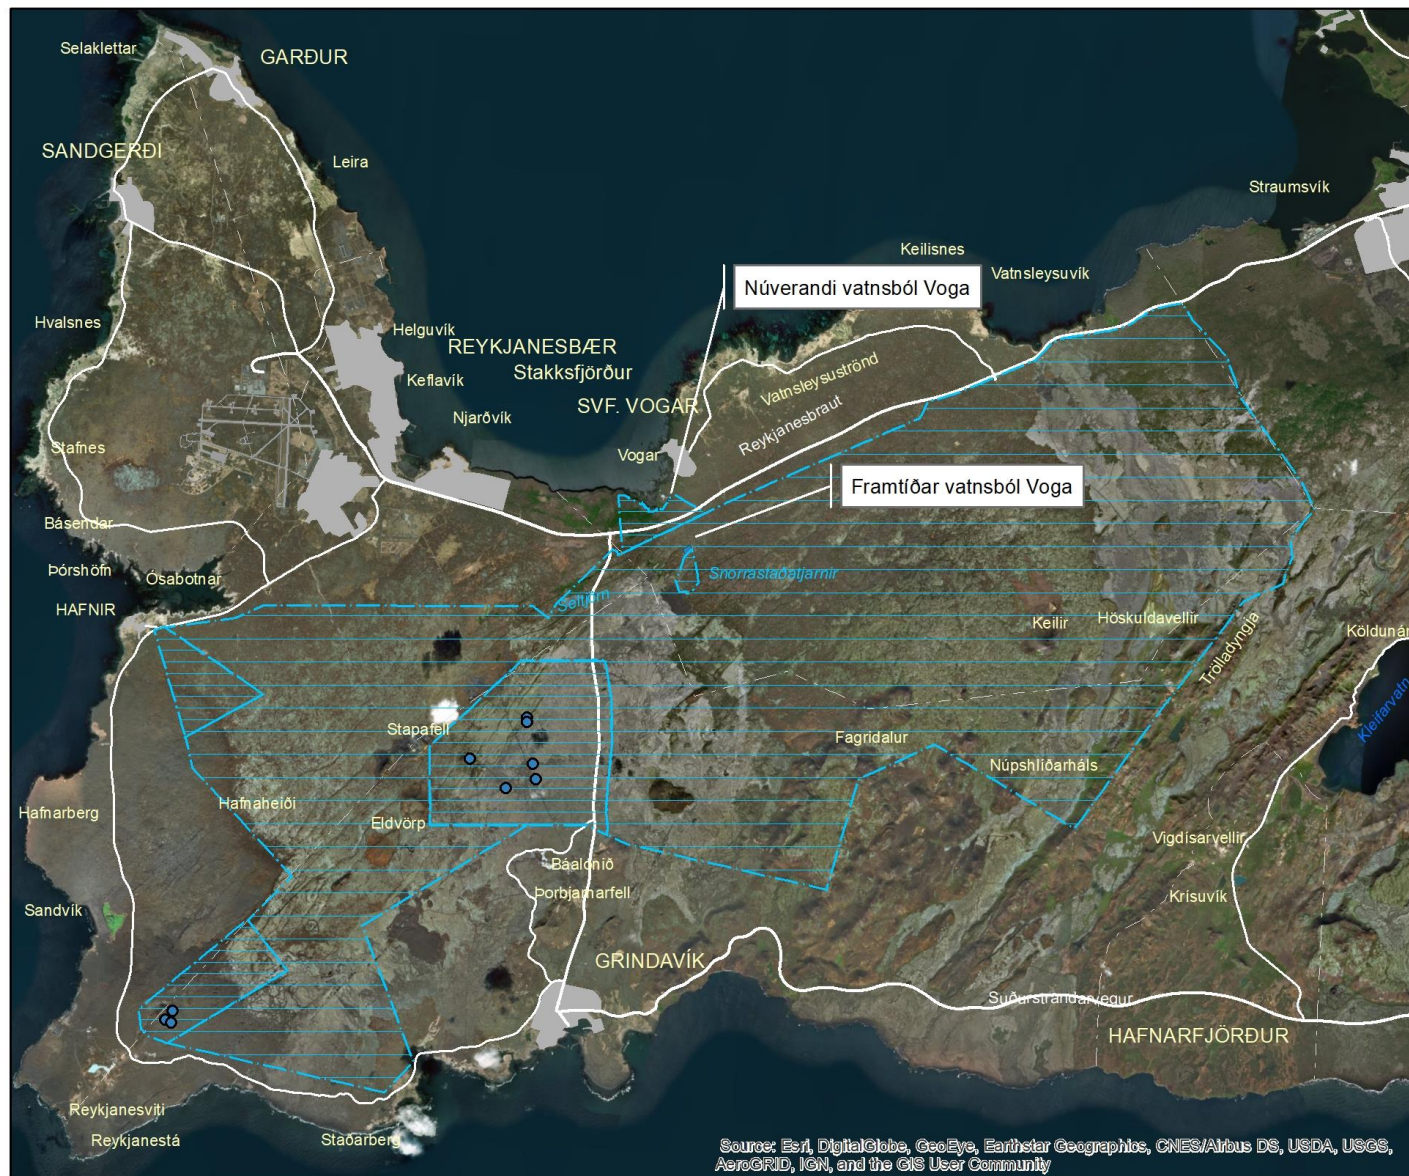 Selaklettar
GARÐUR
SANDGERÐI
Leira
Straumsvík
Keilisnes
Vatnsleysuvík
Núverandi vatnsból Voga
Hvalsnes
Helguvík
REYKJANESBÆR
Stakksfjörður
Keflavík
Vatnsleysuströnd
SVF. VOGAR
Njarðvík
Reykjanesbraut
Stafnes
Vogar
Framtíðar vatnsból Voga
Básendar
Þórshöfn
Ósabotnar
Snorrastaðatjarnir
Seltjörn
HAFNIR
Keilir
Höskuldavellir
Köldunám
Trölladyngja
Kleifarvatn
Stapafell
Fagridalur
Núpshlíðarháls
Hafnarberg
Hafnaheiði
Eldvörp
Vigdísarvellir
Báalónið
Þorbjarnarfell
Krísuvík
Sandvík
GRINDAVÍK
Suðurstrandarvegur
HAFNARFJÖRÐUR
Reykjanesviti
Reykjanestá
Staðarberg
Source: Esri, DigitalGlobe, GeoEye, Earthstar Geographics, CNES/Airbus DS, USDA, USGS,
AeroGRID, IGN, and the GIS User Community